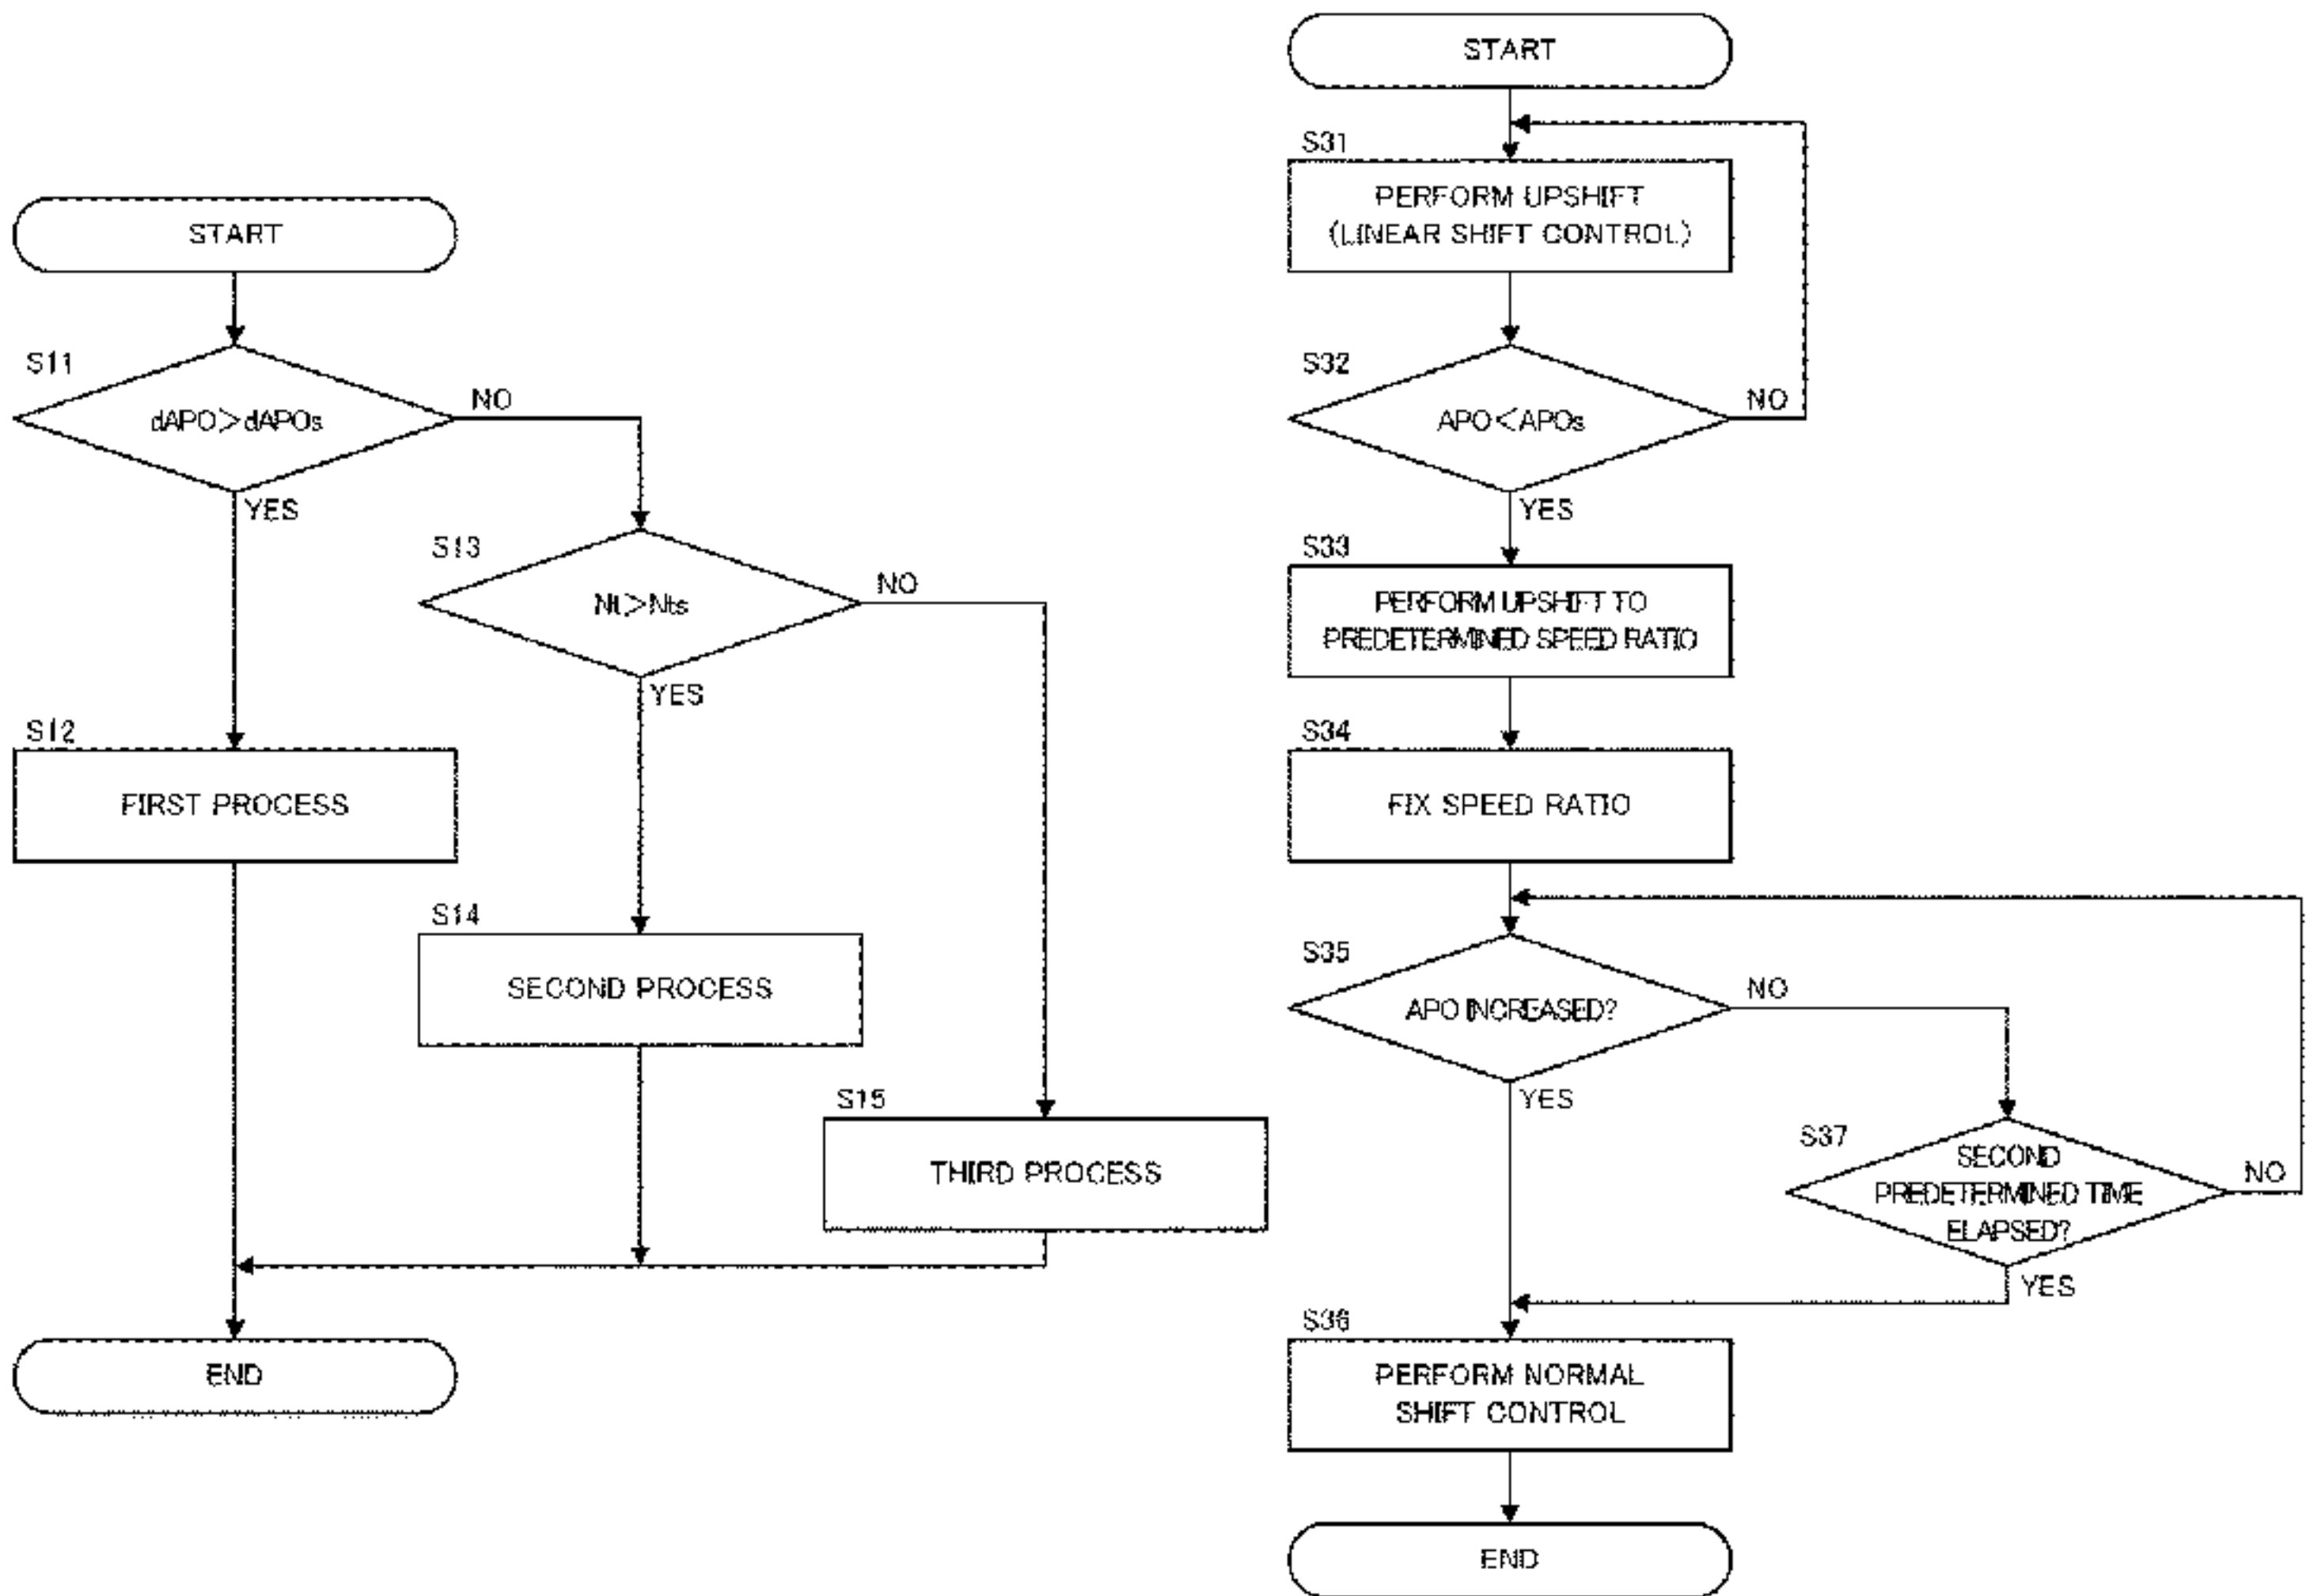 START
S11
dAPO>dAPOs
NO
YES
S13
Nt>Nts
NO
YES
S12
FIRST PROCESS
S14
SECOND PROCESS
S15
THIRD PROCESS
END
START
S31
PERFORM UPSHIFT
(LINEAR SHIFT CONTROL)
S32
APO<APOs
NO
YES
S33
PERFORM UPSHIFT TO
PREDETERMINED SPEED RATIO
S34
FIX SPEED RATIO
S35
APO INCREASED?
NO
YES
S37
SECOND
PREDETERMINED TIME
ELAPSED?
NO
YES
S36
PERFORM NORMAL
SHIFT CONTROL
END